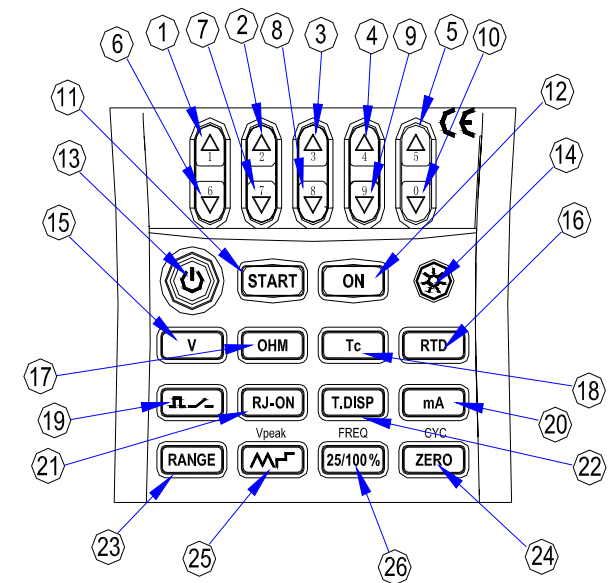 1 7 2 8 3 4 9 5 10
6
11 12
CE
1 2 3 4 5
6 7 8 9 0
13 14
START ON
15 16
V OHM Tc RTD
17 18
RJ-ON T.DISP mA
19 20
21 22
Vpeak FREQ CYC
RANGE 25/100% ZERO
23 25 26 24